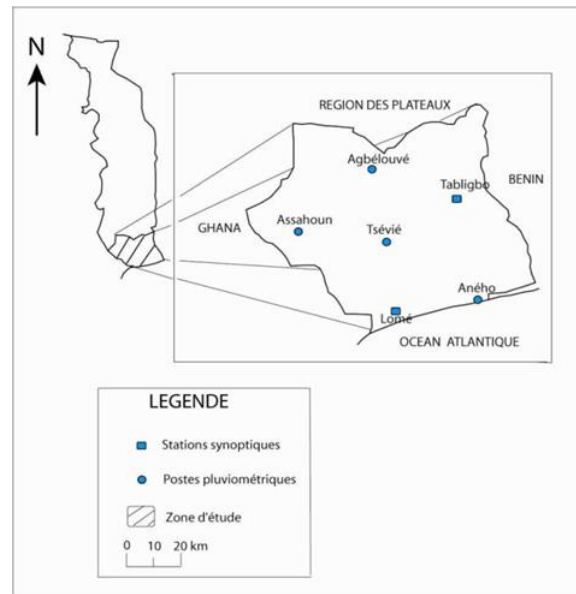 N
REGION DES PLATEAUX
Agbélouvé
BENIN
Tabligbo
GHANA
Assahoun
Tsévié
Aného
Lomé
OCEAN ATLANTIQUE
LEGENDE
Stations synoptiques
Postes pluviométriques
Zone d'étude
0 10 20 km